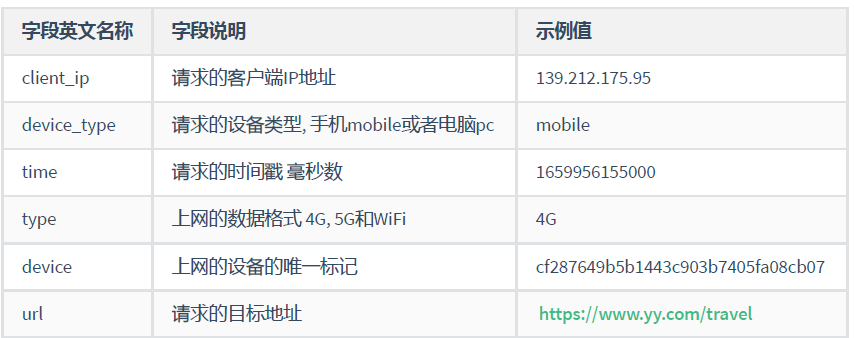 字段英文名称 字段说明 示例值
client_ip 请求的客户端IP地址 139.212.175.95
device_type 请求的设备类型, 手机mobile或者电脑pc mobile
time 请求的时间戳 毫秒数 1659956155000
type 上网的数据格式 4G, 5G和WiFi 4G
device 上网的设备的唯一标记 cf287649b5b1443c903b7405fa08cb07
url 请求的目标地址 https://www.yy.com/travel